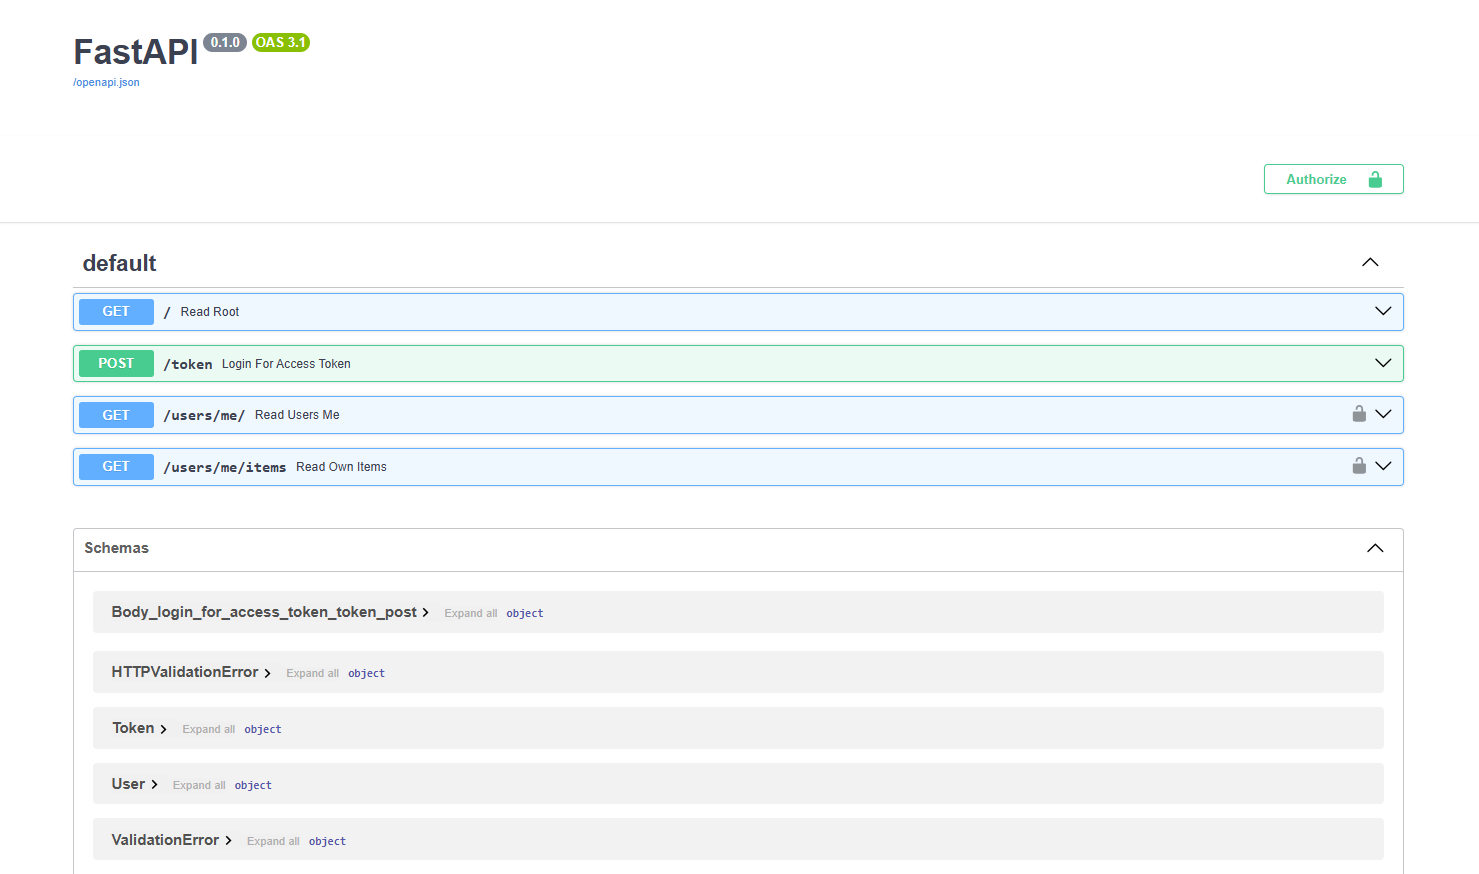 FastAPI 0.1.0 OAS 3.1
/openapi.json
Authorize
default
GET / Read Root
POST /token Login For Access Token
GET /users/me/ Read Users Me
GET /users/me/items Read Own Items
Schemas
Body_login_for_access_token_token_post Expand all object
HTTPValidationError Expand all object
Token Expand all object
User Expand all object
ValidationError Expand all object